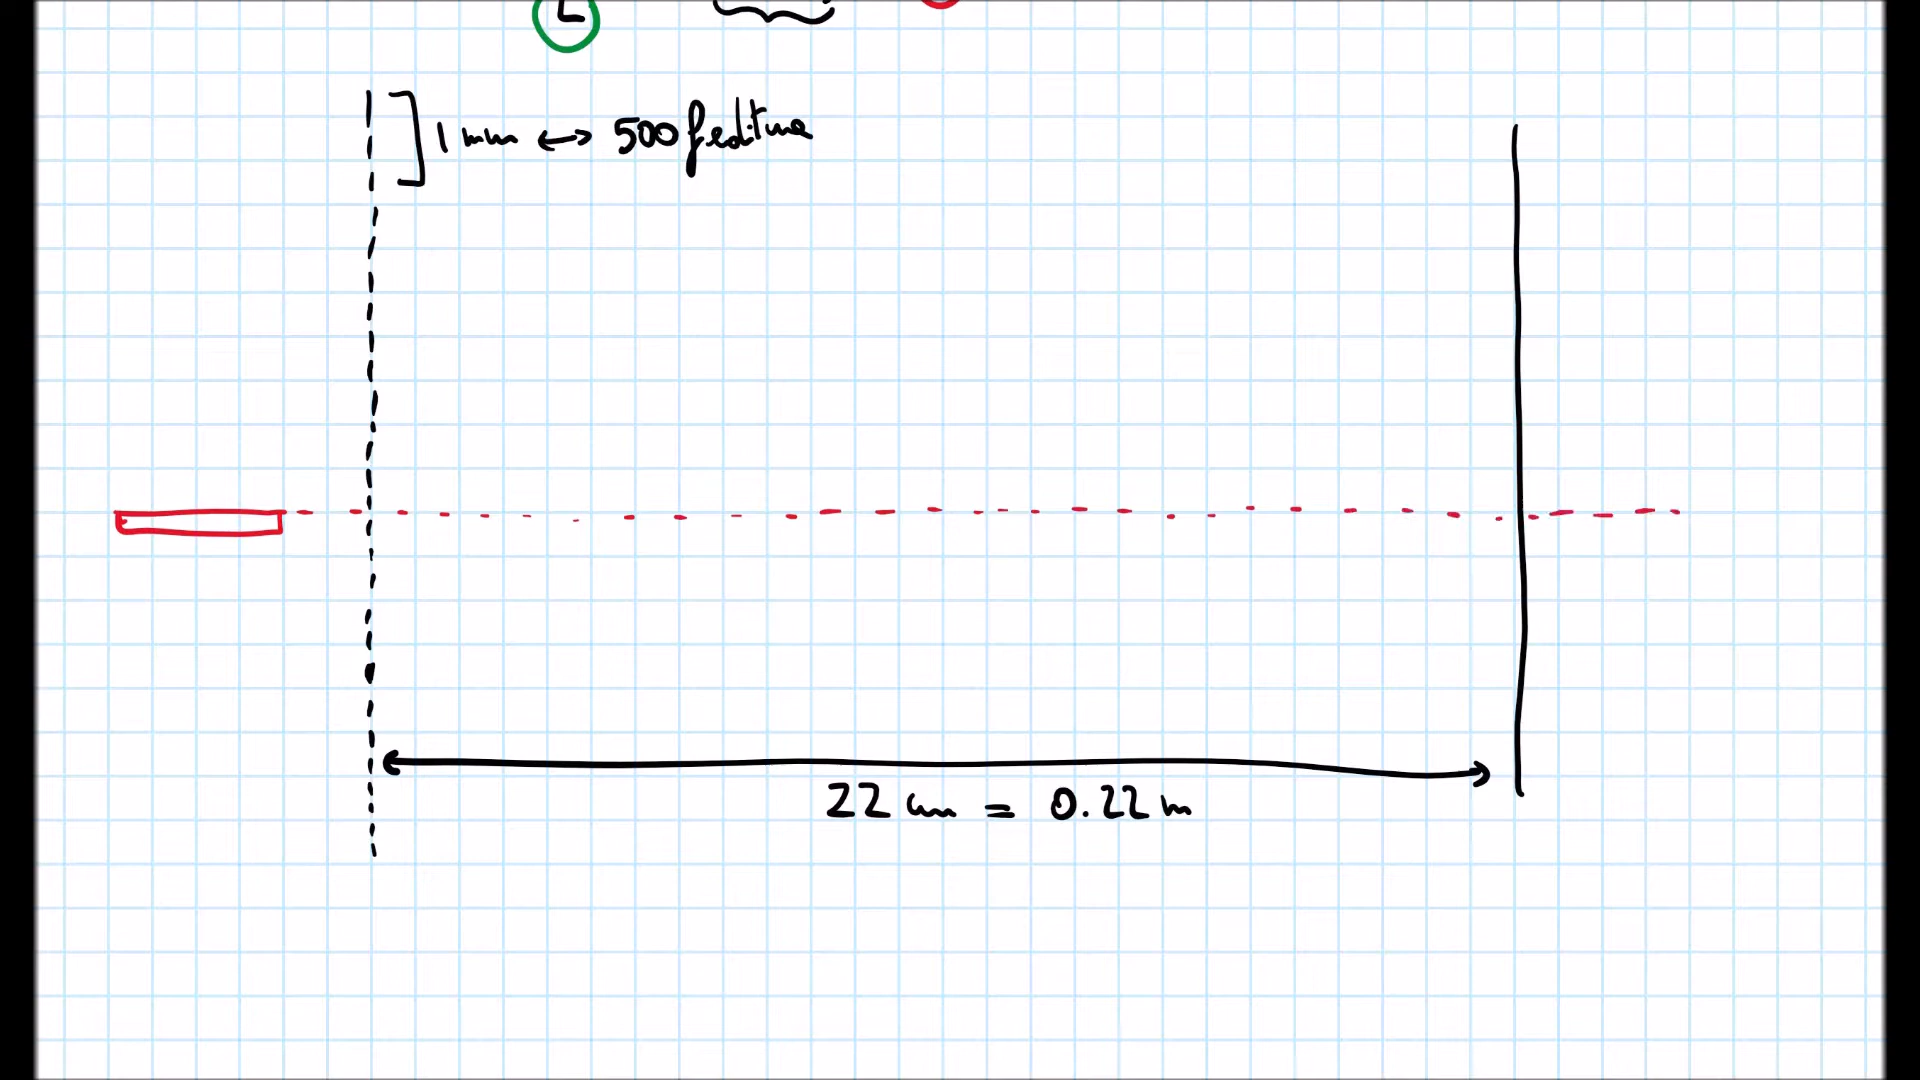 L
1 mm ↔ 500 fenditure
22 cm = 0.22 m